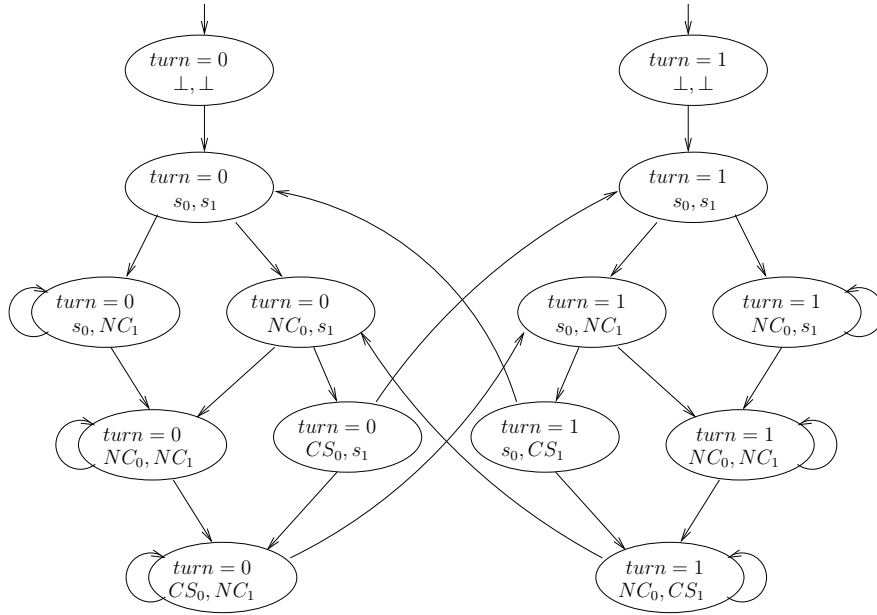 turn = 0
⊥, ⊥
turn = 1
⊥, ⊥
turn = 0
s₀, s₁
turn = 1
s₀, s₁
turn = 0
s₀, NC₁
turn = 0
NC₀, s₁
turn = 1
s₀, NC₁
turn = 1
NC₀, s₁
turn = 0
NC₀, NC₁
turn = 0
CS₀, s₁
turn = 1
s₀, CS₁
turn = 1
NC₀, NC₁
turn = 0
CS₀, NC₁
turn = 1
NC₀, CS₁